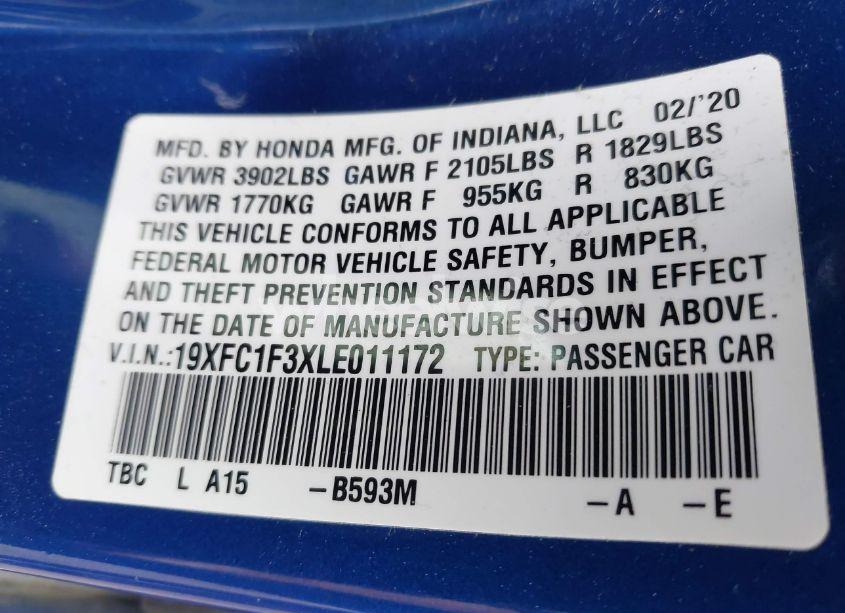 MFD. BY HONDA MFG. OF INDIANA, LLC 02/'20
GVWR 3902LBS GAWR F 2105LBS R 1829LBS
GVWR 1770KG GAWR F 955KG R 830KG
THIS VEHICLE CONFORMS TO ALL APPLICABLE
FEDERAL MOTOR VEHICLE SAFETY, BUMPER,
AND THEFT PREVENTION STANDARDS IN EFFECT
ON THE DATE OF MANUFACTURE SHOWN ABOVE.
V.I.N.:19XFC1F3XLE011172 TYPE: PASSENGER CAR
TBC L A15 -B593M -A -E